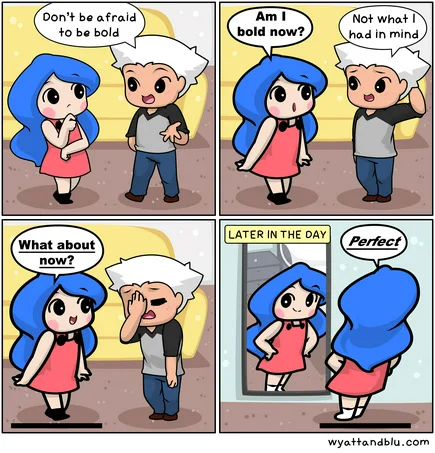 Don't be afraid
to be bold
Am I
bold now?
Not what I
had in mind
What about
now?
LATER IN THE DAY
Perfect
wyattandblu.com